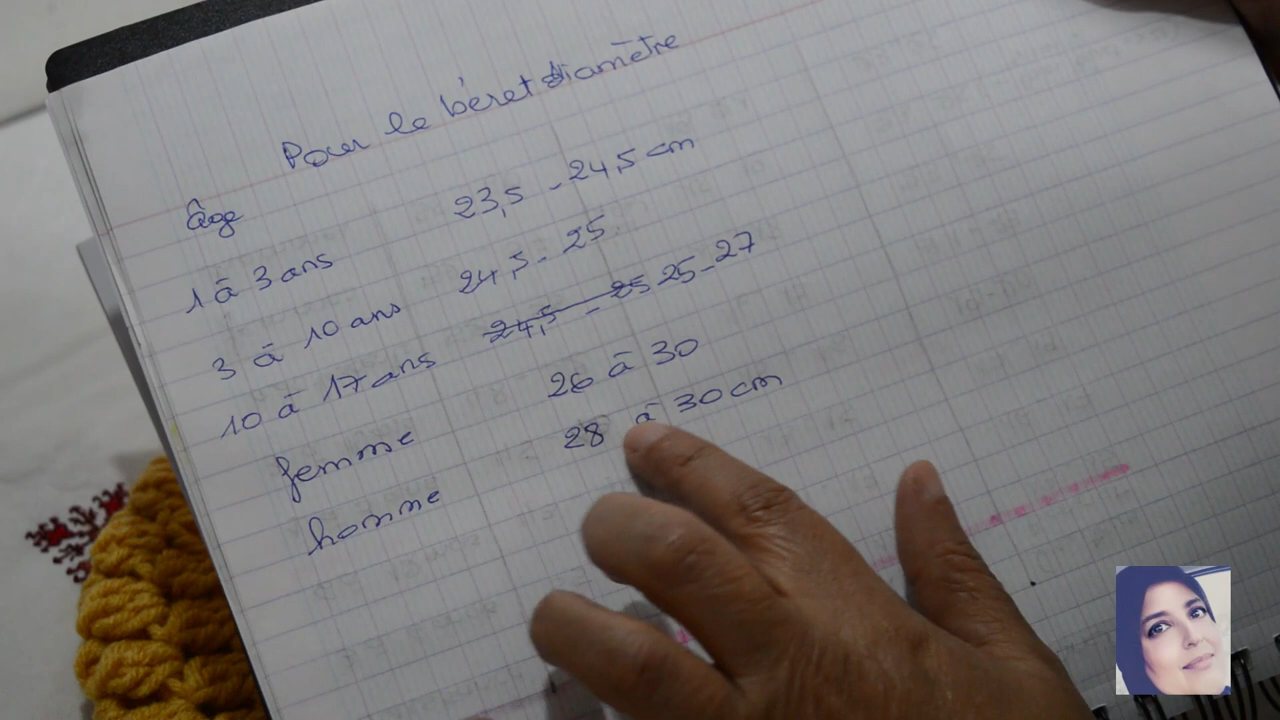 Pour le béret diamètre
âge
1 à 3 ans 23,5 - 24,5 cm
3 à 10 ans 24,5 - 25
10 à 17 ans 24,5 - 25 25 - 27
femme 26 à 30
homme 28 à 30 cm